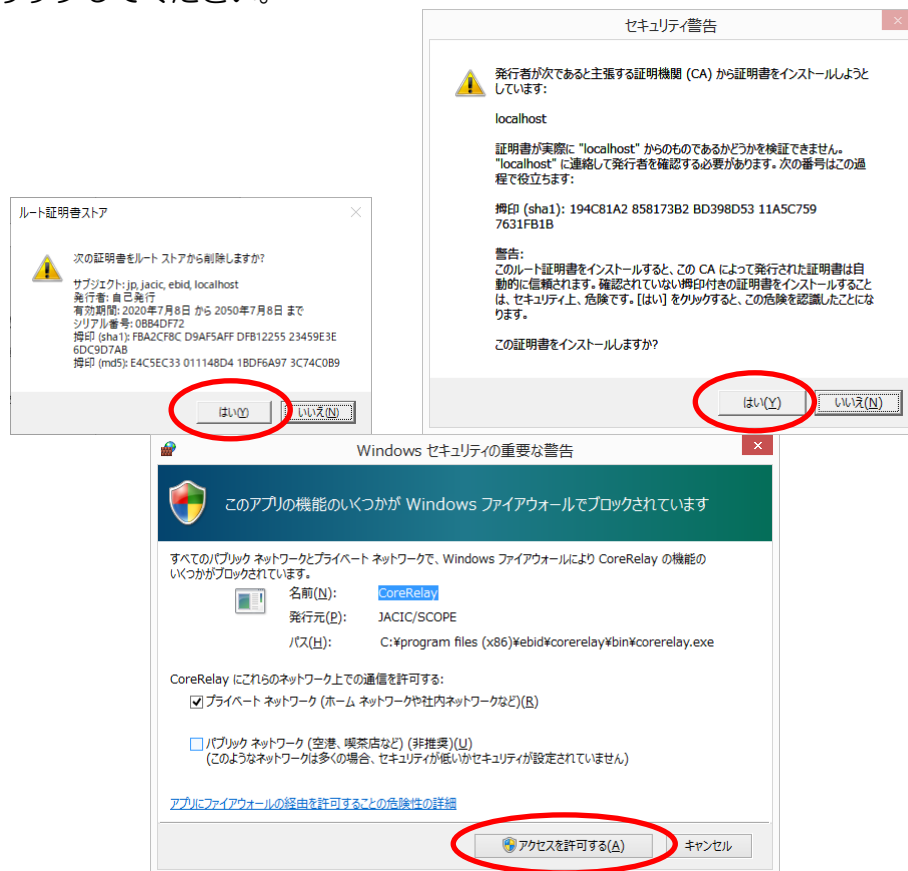 クリックしてください。
セキュリティ警告
発行者が次であると主張する証明機関 (CA) から証明書をインストールしようと
しています:
localhost
証明書が実際に "localhost" からのものであるかどうかを検証できません。
"localhost" に連絡して発行者を確認する必要があります。次の番号はこの過
程で役立ちます:
拇印 (sha1): 194C81A2 858173B2 BD398D53 11A5C759
7631FB1B
警告:
このルート証明書をインストールすると、この CA によって発行された証明書は自
動的に信頼されます。確認されていない拇印付きの証明書をインストールすること
は、セキュリティ上、危険です。[はい] をクリックすると、この危険を認識したことにな
ります。
この証明書をインストールしますか?
はい(Y)
いいえ(N)
ルート証明書ストア
次の証明書をルート ストアから削除しますか?
サブジェクト: jp, jacic, ebid, localhost
発行者: 自己発行
有効期間: 2020年7月8日 から 2050年7月8日 まで
シリアル番号: 0BB4DF72
拇印 (sha1): FBA2CF8C D9AF5AFF DFB12255 23459E3E
6DC9D7AB
拇印 (md5): E4C5EC33 011148D4 1BDF6A97 3C74C0B9
はい(Y)
いいえ(N)
Windows セキュリティの重要な警告
このアプリの機能のいくつかが Windows ファイアウォールでブロックされています
すべてのパブリック ネットワークとプライベート ネットワークで、Windows ファイアウォールにより CoreRelay の機能の
いくつかがブロックされています。
名前(N): CoreRelay
発行元(P): JACIC/SCOPE
パス(H): C:¥program files (x86)¥ebid¥corerelay¥bin¥corerelay.exe
CoreRelay にこれらのネットワーク上での通信を許可する:
プライベート ネットワーク (ホーム ネットワークや社内ネットワークなど)(R)
パブリック ネットワーク (空港、喫茶店など) (非推奨)(U)
(このようなネットワークは多くの場合、セキュリティが低いかセキュリティが設定されていません)
アプリにファイアウォールの経由を許可することの危険性の詳細
アクセスを許可する(A)
キャンセル